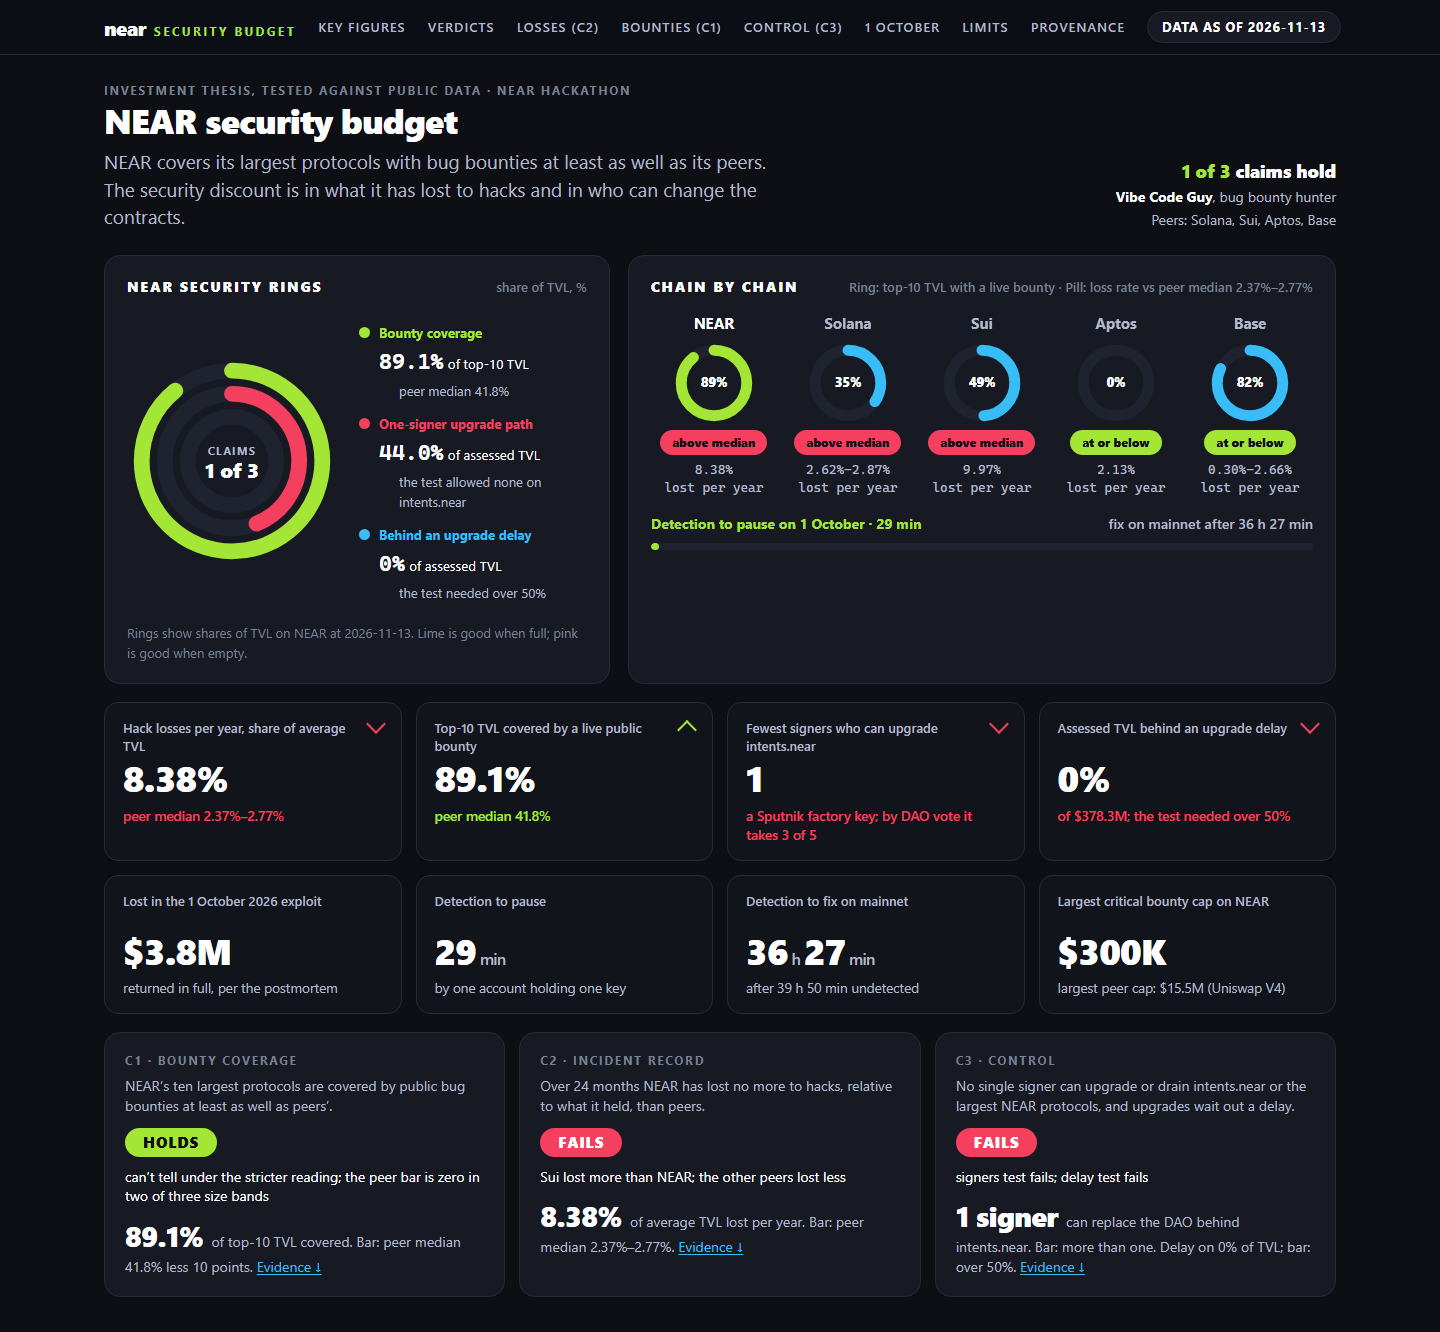 near SECURITY BUDGET
KEY FIGURES
VERDICTS
LOSSES (C2)
BOUNTIES (C1)
CONTROL (C3)
1 OCTOBER
LIMITS
PROVENANCE
DATA AS OF 2026-11-13
INVESTMENT THESIS, TESTED AGAINST PUBLIC DATA · NEAR HACKATHON
NEAR security budget
NEAR covers its largest protocols with bug bounties at least as well as its peers.
The security discount is in what it has lost to hacks and in who can change the
contracts.
1 of 3 claims hold
Vibe Code Guy, bug bounty hunter
Peers: Solana, Sui, Aptos, Base
NEAR SECURITY RINGS
share of TVL, %
CLAIMS
1 of 3
Bounty coverage
89.1% of top-10 TVL
peer median 41.8%
One-signer upgrade path
44.0% of assessed TVL
the test allowed none on
intents.near
Behind an upgrade delay
0% of assessed TVL
the test needed over 50%
Rings show shares of TVL on NEAR at 2026-11-13. Lime is good when full; pink
is good when empty.
CHAIN BY CHAIN
Ring: top-10 TVL with a live bounty · Pill: loss rate vs peer median 2.37%–2.77%
NEAR
Solana
Sui
Aptos
Base
89%
35%
49%
0%
82%
above median
above median
above median
at or below
at or below
8.38%
lost per year
2.62%–2.87%
lost per year
9.97%
lost per year
2.13%
lost per year
0.30%–2.66%
lost per year
Detection to pause on 1 October · 29 min
fix on mainnet after 36 h 27 min
Hack losses per year, share of average
TVL
8.38%
peer median 2.37%–2.77%
Top-10 TVL covered by a live public
bounty
89.1%
peer median 41.8%
Fewest signers who can upgrade
intents.near
1
a Sputnik factory key; by DAO vote it
takes 3 of 5
Assessed TVL behind an upgrade delay
0%
of $378.3M; the test needed over 50%
Lost in the 1 October 2026 exploit
$3.8M
returned in full, per the postmortem
Detection to pause
29 min
by one account holding one key
Detection to fix on mainnet
36 h 27 min
after 39 h 50 min undetected
Largest critical bounty cap on NEAR
$300K
largest peer cap: $15.5M (Uniswap V4)
C1 · BOUNTY COVERAGE
NEAR’s ten largest protocols are covered by public bug
bounties at least as well as peers’.
HOLDS
can’t tell under the stricter reading; the peer bar is zero in
two of three size bands
89.1% of top-10 TVL covered. Bar: peer median
41.8% less 10 points. Evidence ↓
C2 · INCIDENT RECORD
Over 24 months NEAR has lost no more to hacks, relative
to what it held, than peers.
FAILS
Sui lost more than NEAR; the other peers lost less
8.38% of average TVL lost per year. Bar: peer
median 2.37%–2.77%. Evidence ↓
C3 · CONTROL
No single signer can upgrade or drain intents.near or the
largest NEAR protocols, and upgrades wait out a delay.
FAILS
signers test fails; delay test fails
1 signer can replace the DAO behind
intents.near. Bar: more than one. Delay on 0% of TVL; bar:
over 50%. Evidence ↓